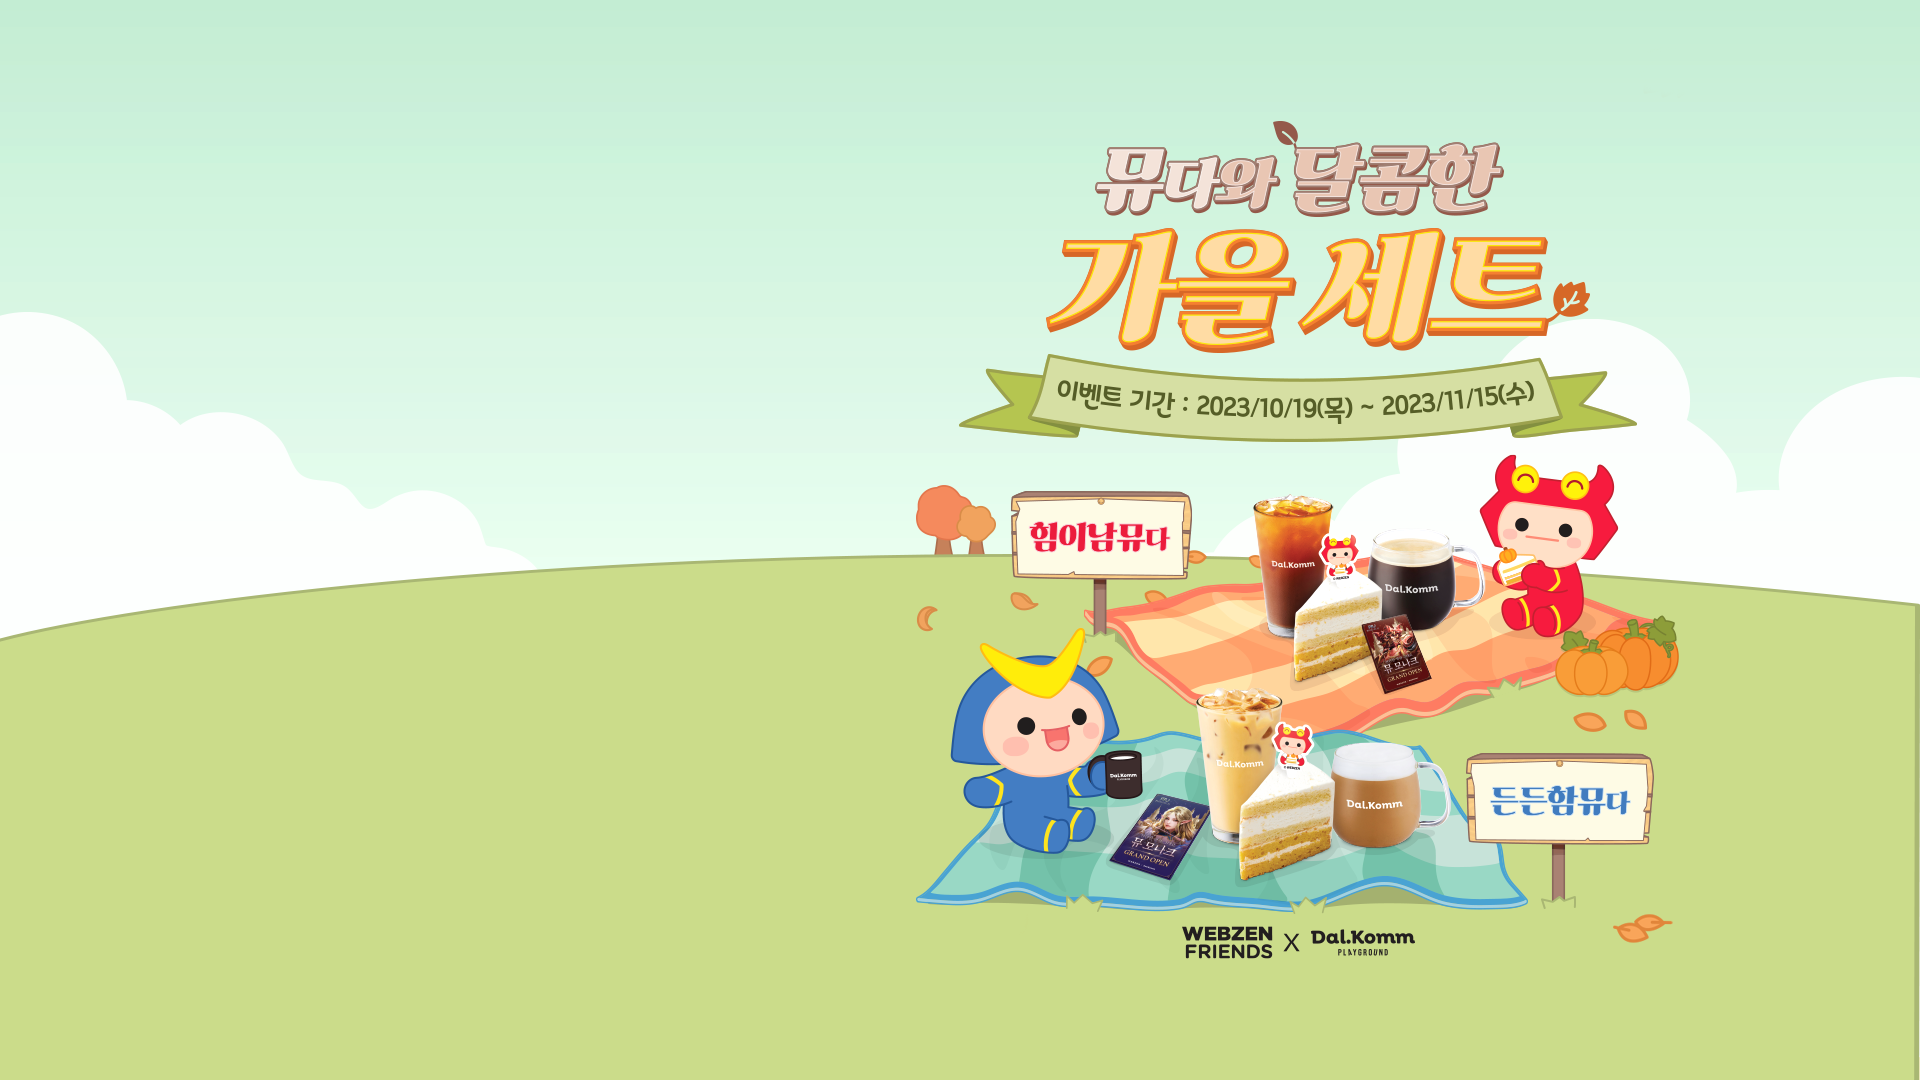 뮤다와 달콤한
가을 세트
이벤트 기간 : 2023/10/19(목) ~ 2023/11/15(수)
힘이남뮤다
Dal.Komm
Dal.Komm
뮤 모나크
GRAND OPEN
Dal.Komm
Dal.Komm
Dal.Komm
뮤 모나크
GRAND OPEN
든든함뮤다
WEBZEN
FRIENDS X Dal.Komm
PLAYGROUND